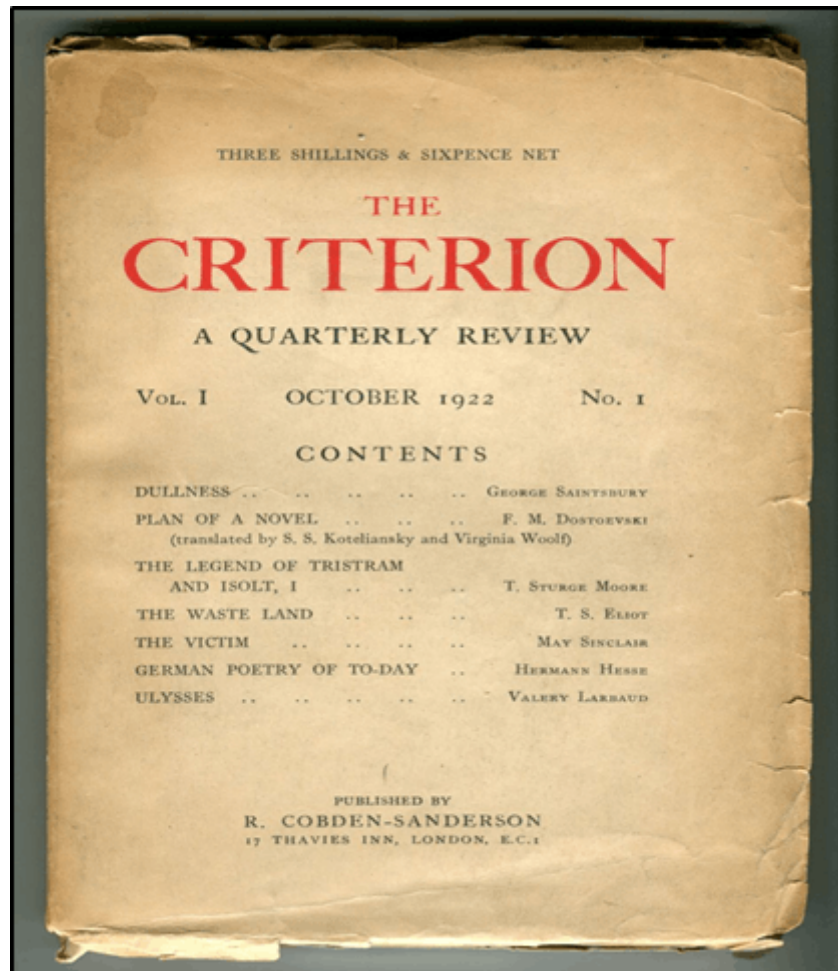 THREE SHILLINGS & SIXPENCE NET
THE
CRITERION
A QUARTERLY REVIEW
VOL. I OCTOBER 1922 NO. 1
CONTENTS
DULLNESS .. .. .. .. .. GEORGE SAINTSBURY
PLAN OF A NOVEL .. .. .. F. M. DOSTOEVSKI
(translated by S. S. Koteliansky and Virginia Woolf)
THE LEGEND OF TRISTRAM
AND ISOLT, I .. .. .. T. STURGE MOORE
THE WASTE LAND .. .. .. T. S. ELIOT
THE VICTIM .. .. .. .. MAY SINCLAIR
GERMAN POETRY OF TO-DAY .. HERMANN HESSE
ULYSSES .. .. .. .. .. VALERY LARBAUD
PUBLISHED BY
R. COBDEN-SANDERSON
17 THAVIES INN, LONDON, E.C.1